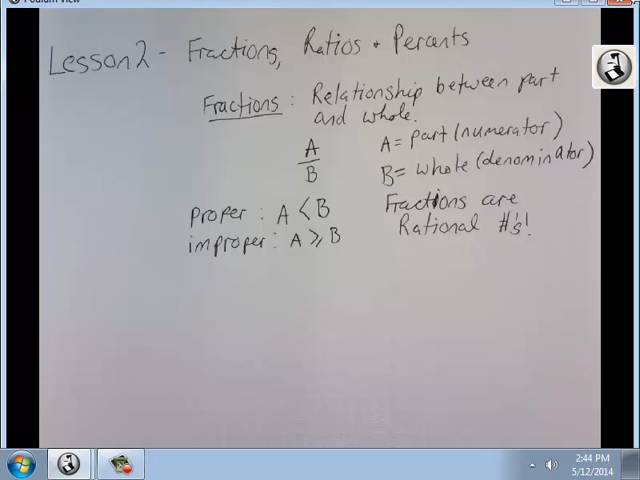 Podium View
Lesson 2 - Fractions, Ratios + Percents
Fractions : Relationship between part
and whole.
A
B
A = part (numerator)
B = whole (denominator)
proper : A < B
improper : A ≥ B
Fractions are
Rational #'s!
2:44 PM
5/12/2014